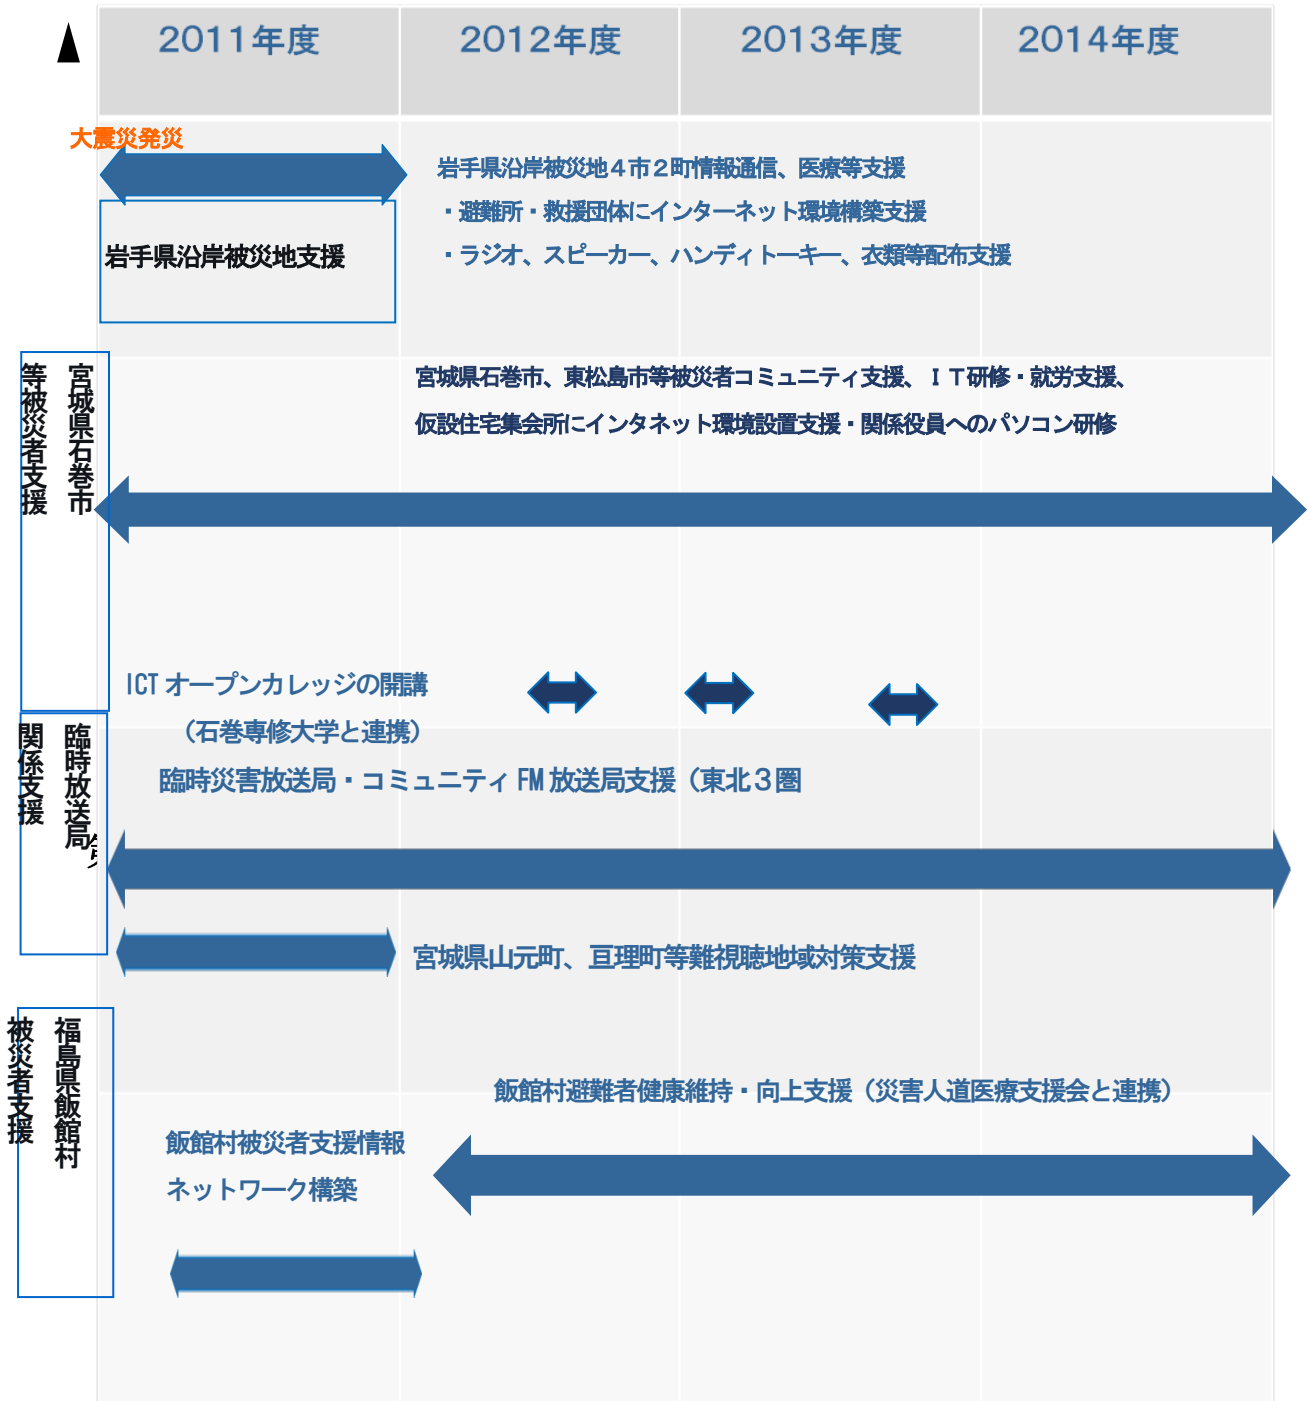 2011年度
2012年度
2013年度
2014年度
大震災発災
岩手県沿岸被災地４市２町情報通信、医療等支援
・避難所・救援団体にインターネット環境構築支援
・ラジオ、スピーカー、ハンディトーキー、衣類等配布支援
岩手県沿岸被災地支援
宮城県石巻市
等被災者支援
宮城県石巻市、東松島市等被災者コミュニティ支援、ＩＴ研修・就労支援、
仮設住宅集会所にインタネット環境設置支援・関係役員へのパソコン研修
ICT オープンカレッジの開講
（石巻専修大学と連携）
臨時放送局
関係支援
臨時災害放送局・コミュニティ FM 放送局支援（東北３圏
宮城県山元町、亘理町等難視聴地域対策支援
福島県飯館村
被災者支援
飯館村避難者健康維持・向上支援（災害人道医療支援会と連携）
飯館村被災者支援情報
ネットワーク構築